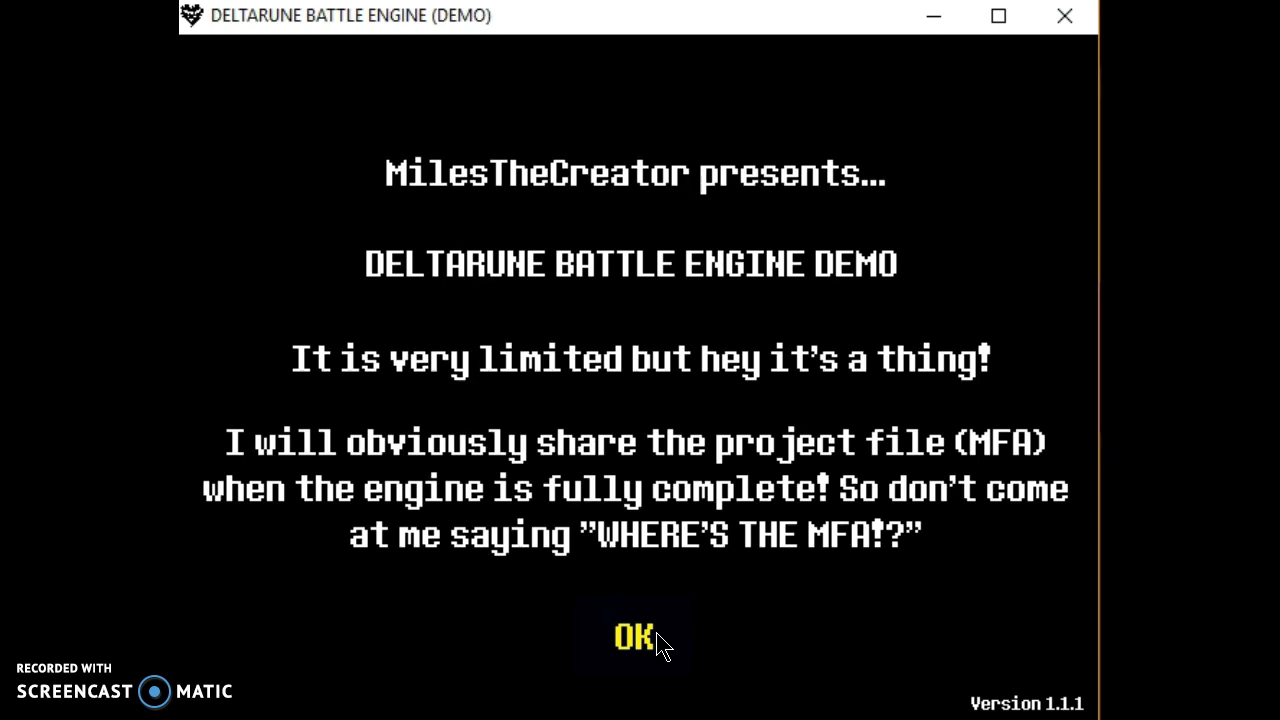 DELTARUNE BATTLE ENGINE (DEMO)
MilesTheCreator presents...
DELTARUNE BATTLE ENGINE DEMO
It is very limited but hey it's a thing!
I will obviously share the project file (MFA)
when the engine is fully complete! So don't come
at me saying "WHERE'S THE MFA!?"
OK
RECORDED WITH
SCREENCAST MATIC
Version 1.1.1